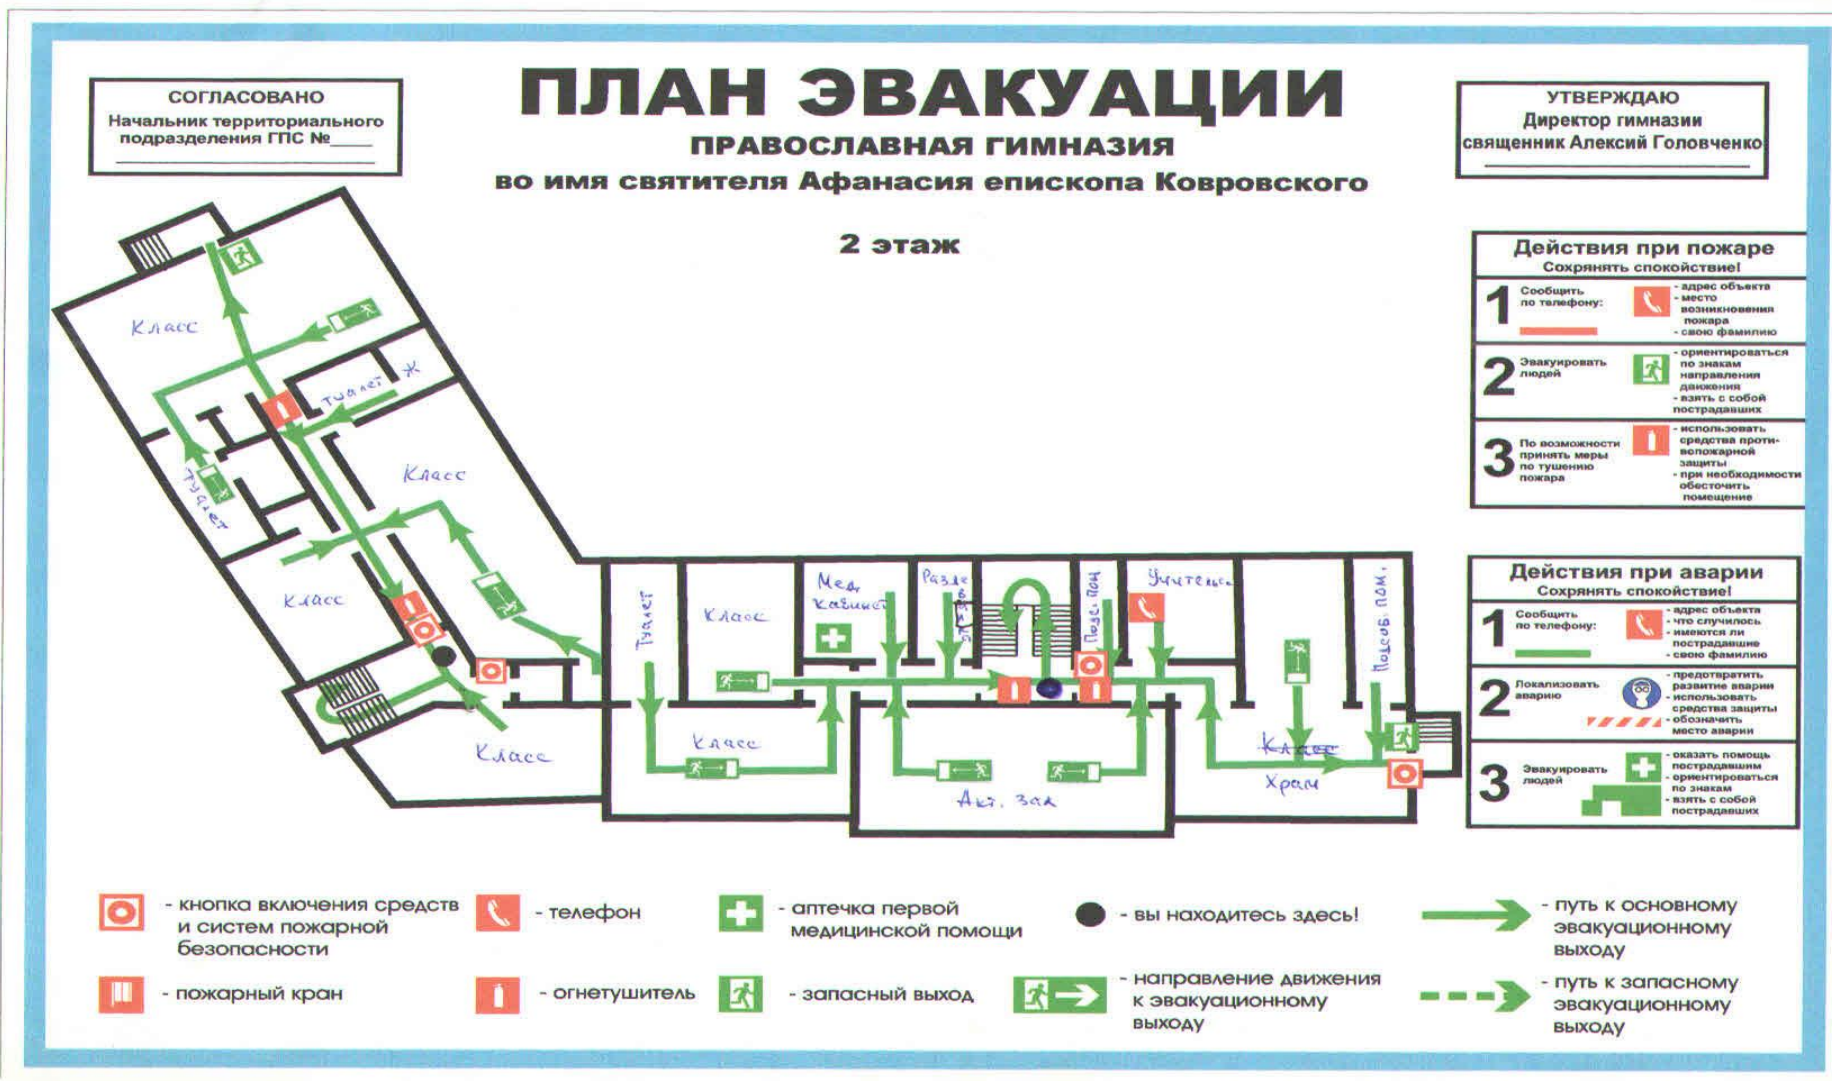 СОГЛАСОВАНО
Начальник территориального
подразделения ГПС №____
ПЛАН ЭВАКУАЦИИ
ПРАВОСЛАВНАЯ ГИМНАЗИЯ
во имя святителя Афанасия епископа Ковровского
2 этаж
УТВЕРЖДАЮ
Директор гимназии
священник Алексий Головченко
Действия при пожаре
Сохрянять спокойствие!
1 Сообщить
по телефону:
- адрес объекта
- место
возникновения
пожара
- свою фамилию
2 Эвакуировать
людей
- ориентироваться
по знакам
направления
движения
- взять с собой
пострадавших
3 По возможности
принять меры
по тушению
пожара
- использовать
средства проти-
вопожарной
защиты
- при необходимости
обесточить
помещение
Действия при аварии
Сохрянять спокойствие!
1 Сообщить
по телефону:
- адрес объекта
- что случилось
- имеются ли
пострадавшие
- свою фамилию
2 Локализовать
аварию
- предотвратить
развитие аварии
- использовать
средства защиты
- обозначить
место аварии
3 Эвакуировать
людей
- оказать помощь
пострадавшим
- ориентироваться
по знакам
- взять с собой
пострадавших
Класс
Туалет
Ж
Класс
Туалет
Класс
Класс
Туалет
Класс
Класс
Мед.
кабинет
Разде
Подс. пом
Учительс.
Подсоб. пом.
Класс
Храм
Акт. зал
- кнопка включения средств
и систем пожарной
безопасности
- телефон
- аптечка первой
медицинской помощи
- вы находитесь здесь!
- путь к основному
эвакуационному
выходу
- пожарный кран
- огнетушитель
- запасный выход
- направление движения
к эвакуационному
выходу
- путь к запасному
эвакуационному
выходу